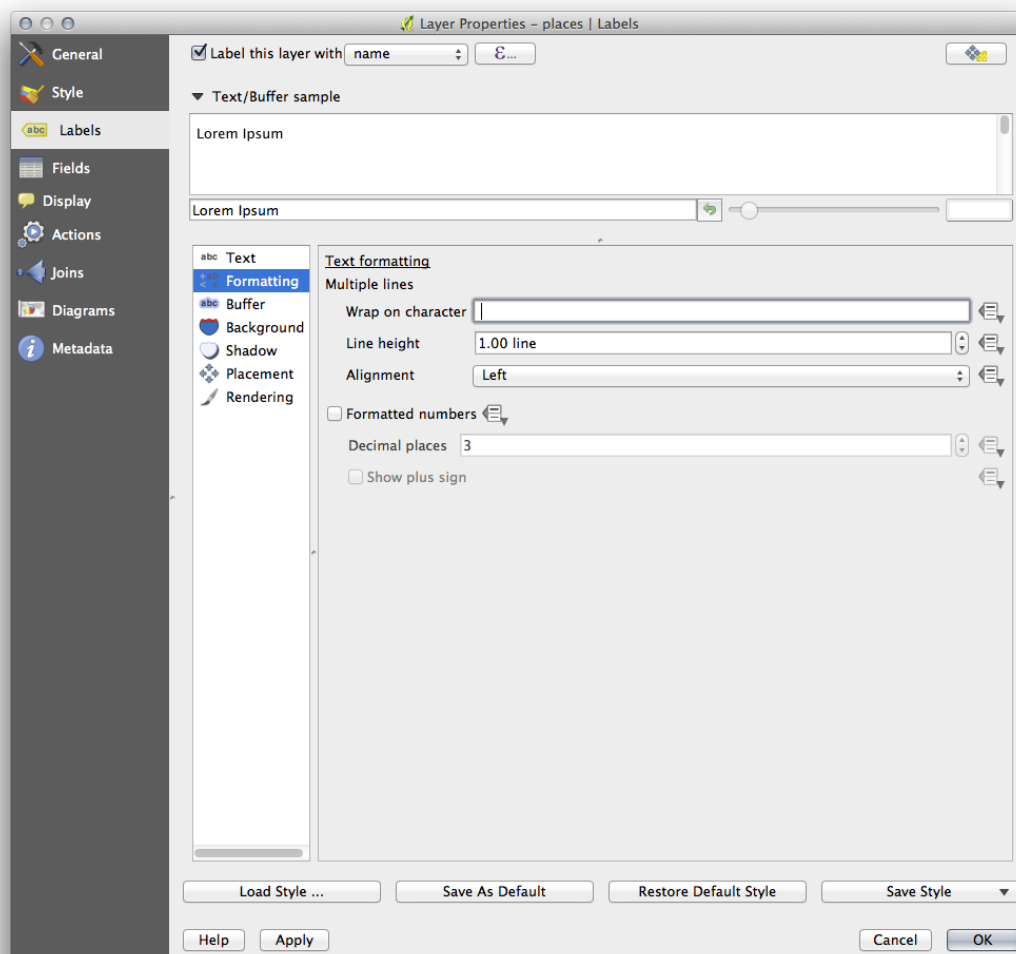 Layer Properties – places | Labels
General
Style
abc Labels
Fields
Display
Actions
Joins
Diagrams
i Metadata
Label this layer with name ε...
Text/Buffer sample
Lorem Ipsum
Lorem Ipsum
abc Text
Formatting
abc Buffer
Background
Shadow
Placement
Rendering
Text formatting
Multiple lines
Wrap on character
Line height 1.00 line
Alignment Left
Formatted numbers
Decimal places 3
Show plus sign
Load Style ... Save As Default Restore Default Style Save Style
Help Apply Cancel OK